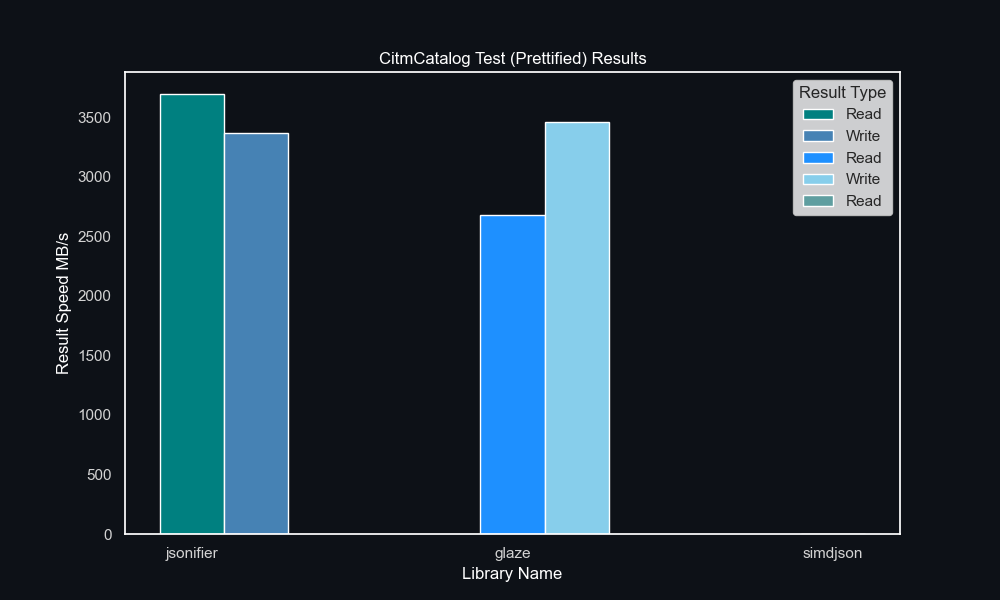 CitmCatalog Test (Prettified) Results
Result Type
Read
Write
Read
Write
Read
3500
3000
2500
2000
1500
1000
500
0
Result Speed MB/s
jsonifier
glaze
simdjson
Library Name